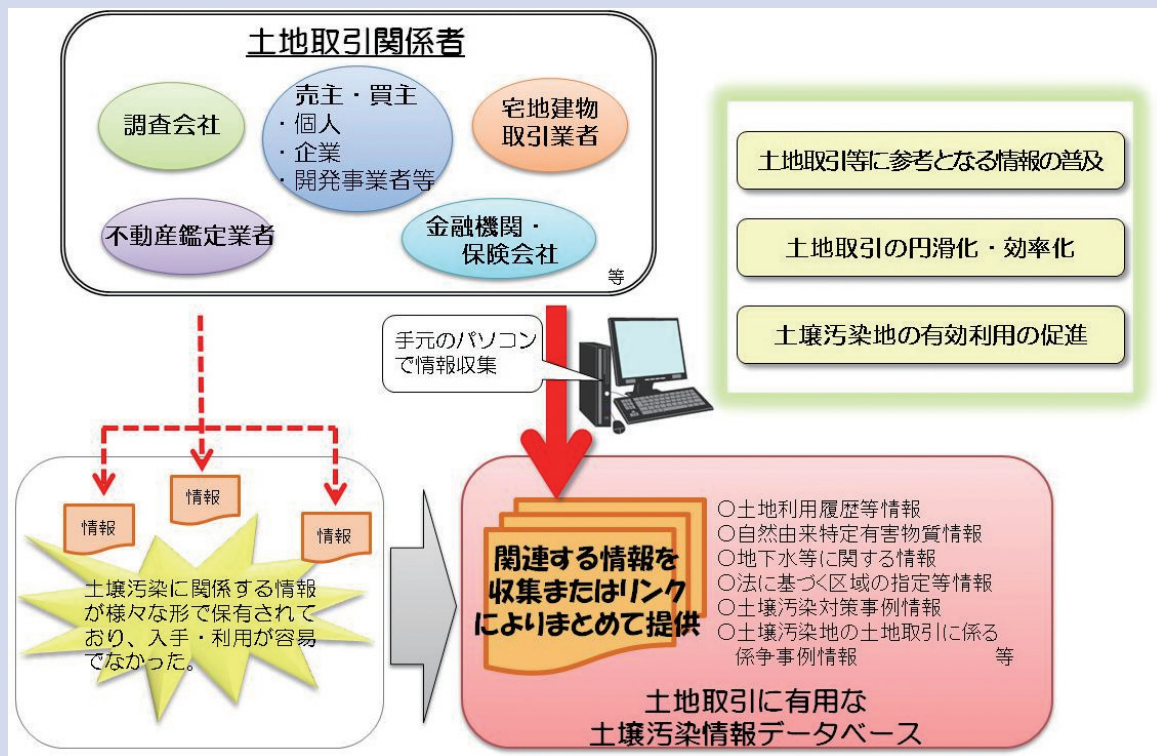 土地取引関係者
調査会社
売主・買主
・個人
・企業
・開発事業者等
宅地建物
取引業者
不動産鑑定業者
金融機関・
保険会社
等
土地取引等に参考となる情報の普及
土地取引の円滑化・効率化
土壌汚染地の有効利用の促進
手元のパソコン
で情報収集
情報
情報
情報
土壌汚染に関係する情報
が様々な形で保有されて
おり、入手・利用が容易
でなかった。
関連する情報を
収集またはリンク
によりまとめて提供
○土地利用履歴等情報
○自然由来特定有害物質情報
○地下水等に関する情報
○法に基づく区域の指定等情報
○土壌汚染対策事例情報
○土壌汚染地の土地取引に係る
係争事例情報 等
土地取引に有用な
土壌汚染情報データベース